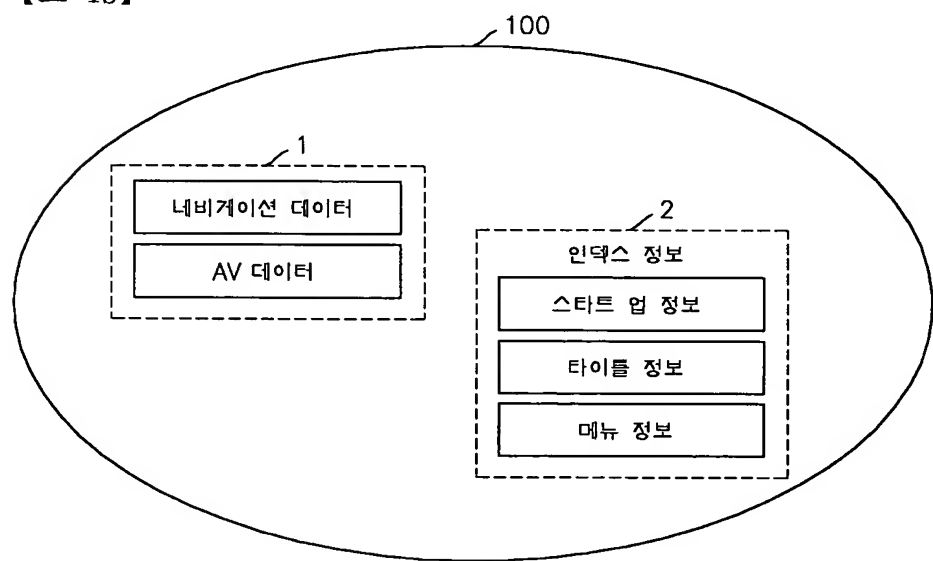 100
1
네비게이션 데이터
AV 데이터
2
인덱스 정보
스타트 업 정보
타이틀 정보
메뉴 정보